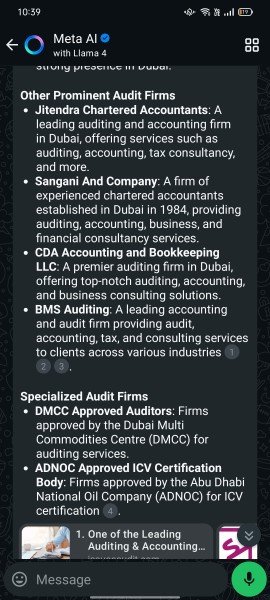 10:39
819
Meta AI
with Llama 4
strong presence in Dubai.
Other Prominent Audit Firms
• Jitendra Chartered Accountants: A
leading auditing and accounting firm
in Dubai, offering services such as
auditing, accounting, tax consultancy,
and more.
• Sangani And Company: A firm of
experienced chartered accountants
established in Dubai in 1984, providing
auditing, accounting, business, and
financial consultancy services.
• CDA Accounting and Bookkeeping
LLC: A premier auditing firm in Dubai,
offering top-notch auditing, accounting,
and business consulting solutions.
• BMS Auditing: A leading accounting
and audit firm providing audit,
accounting, tax, and consulting services
to clients across various industries 1
2 3.
Specialized Audit Firms
• DMCC Approved Auditors: Firms
approved by the Dubai Multi
Commodities Centre (DMCC) for
auditing services.
• ADNOC Approved ICV Certification
Body: Firms approved by the Abu Dhabi
National Oil Company (ADNOC) for ICV
certification 4.
1. One of the Leading
Auditing & Accounting...
Message